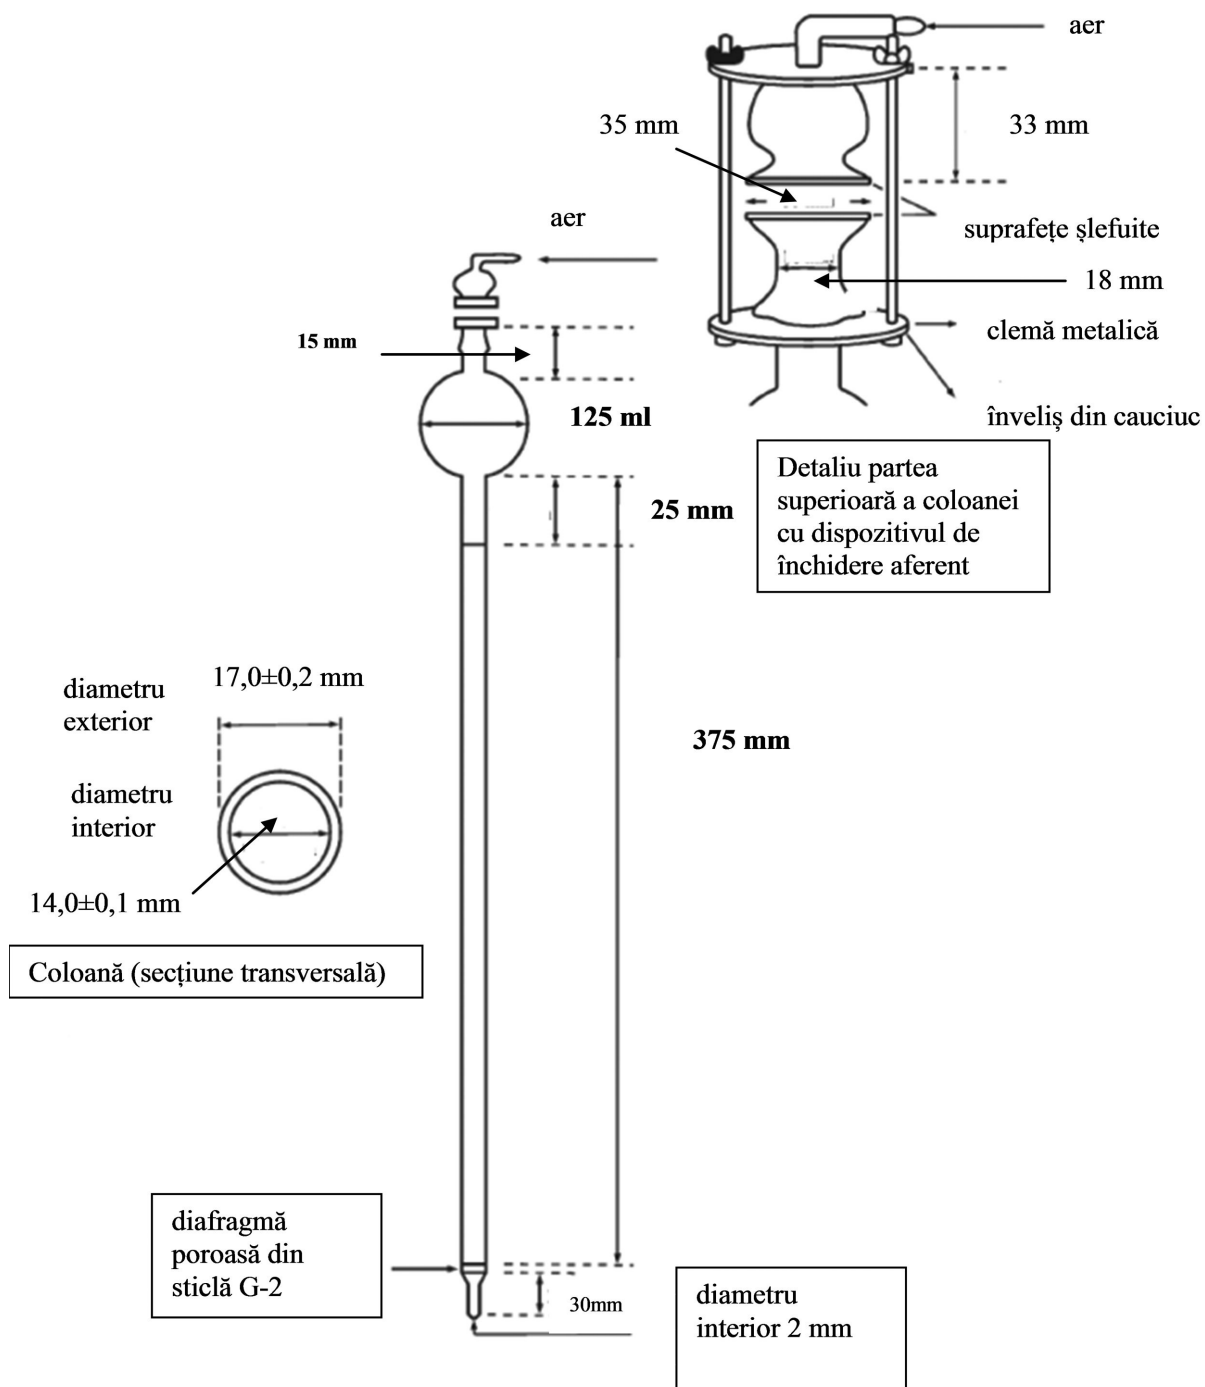 aer
35 mm
33 mm
aer
suprafețe șlefuite
18 mm
clemă metalică
15 mm
înveliș din cauciuc
125 ml
Detaliu partea
superioară a coloanei
cu dispozitivul de
închidere aferent
25 mm
diametru
exterior
17,0±0,2 mm
375 mm
diametru
interior
14,0±0,1 mm
Coloană (secțiune transversală)
diafragmă
poroasă din
sticlă G-2
30mm
diametru
interior 2 mm